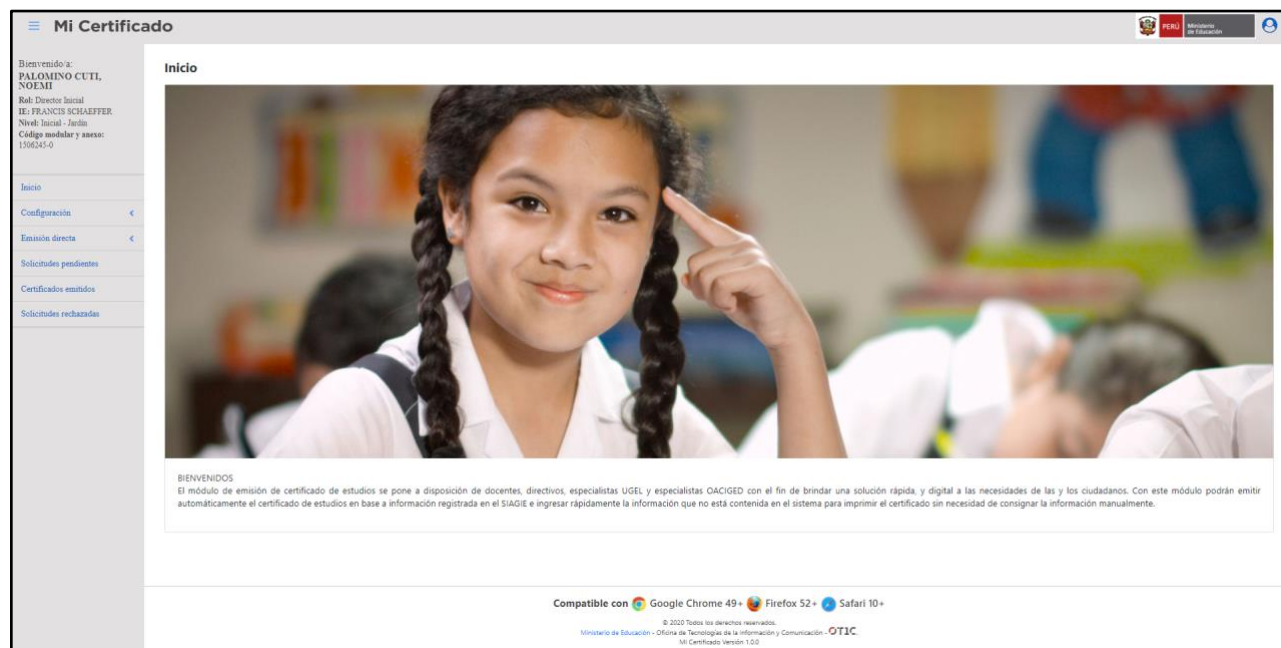 Mi Certificado
PERÚ
Ministerio
de Educación
Bienvenido/a:
PALOMINO CUTI,
NOEMI
Rol: Director Inicial
IE: FRANCIS SCHAEFFER
Nivel: Inicial - Jardín
Código modular y anexo:
1506245-0
Inicio
Configuración
Emisión directa
Solicitudes pendientes
Certificados emitidos
Solicitudes rechazadas
Inicio
BIENVENIDOS
El módulo de emisión de certificado de estudios se pone a disposición de docentes, directivos, especialistas UGEL y especialistas OACIGED con el fin de brindar una solución rápida, y digital a las necesidades de las y los ciudadanos. Con este módulo podrán emitir
automáticamente el certificado de estudios en base a información registrada en el SIAGIE e ingresar rápidamente la información que no está contenida en el sistema para imprimir el certificado sin necesidad de consignar la información manualmente.
Compatible con Google Chrome 49+ Firefox 52+ Safari 10+
© 2020 Todos los derechos reservados.
Ministerio de Educación - Oficina de Tecnologías de la Información y Comunicación - OTIC.
Mi Certificado Versión 1.0.0